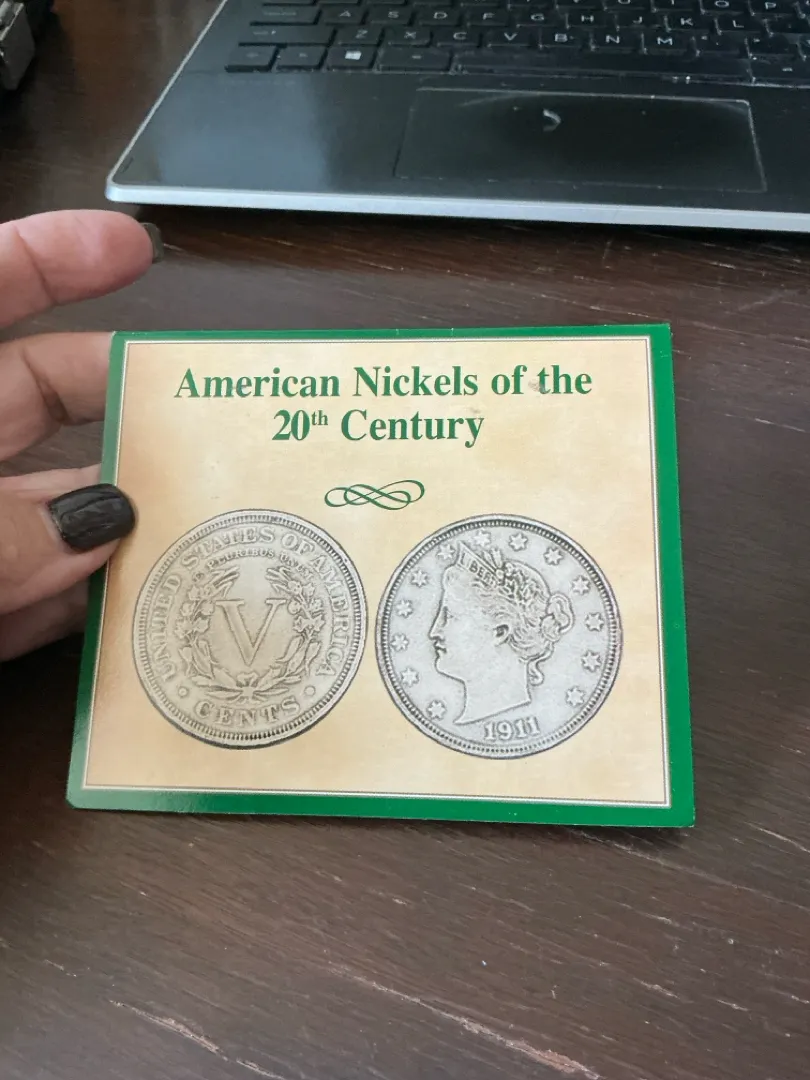 O P
A S D F G H J K L
Z X C V B N M
American Nickels of the
20th Century
UNITED STATES OF AMERICA
E PLURIBUS UNUM
V
CENTS
LIBERTY
1911